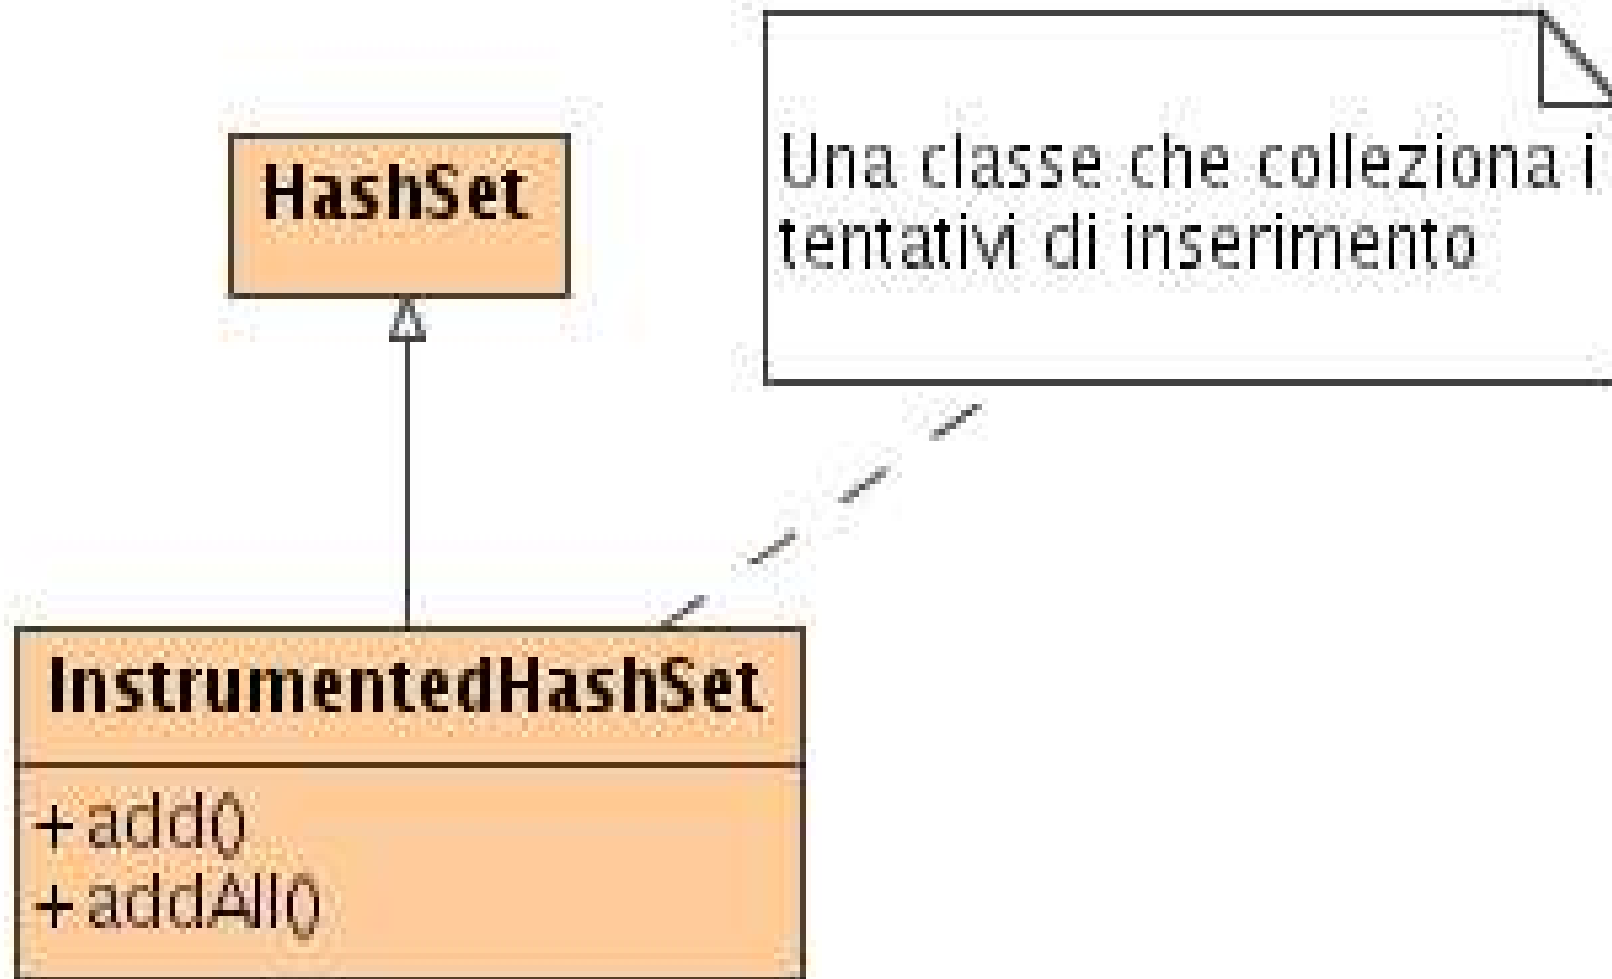 HashSet
Una classe che colleziona i
tentativi di inserimento
InstrumentedHashSet
+add()
+addAll()